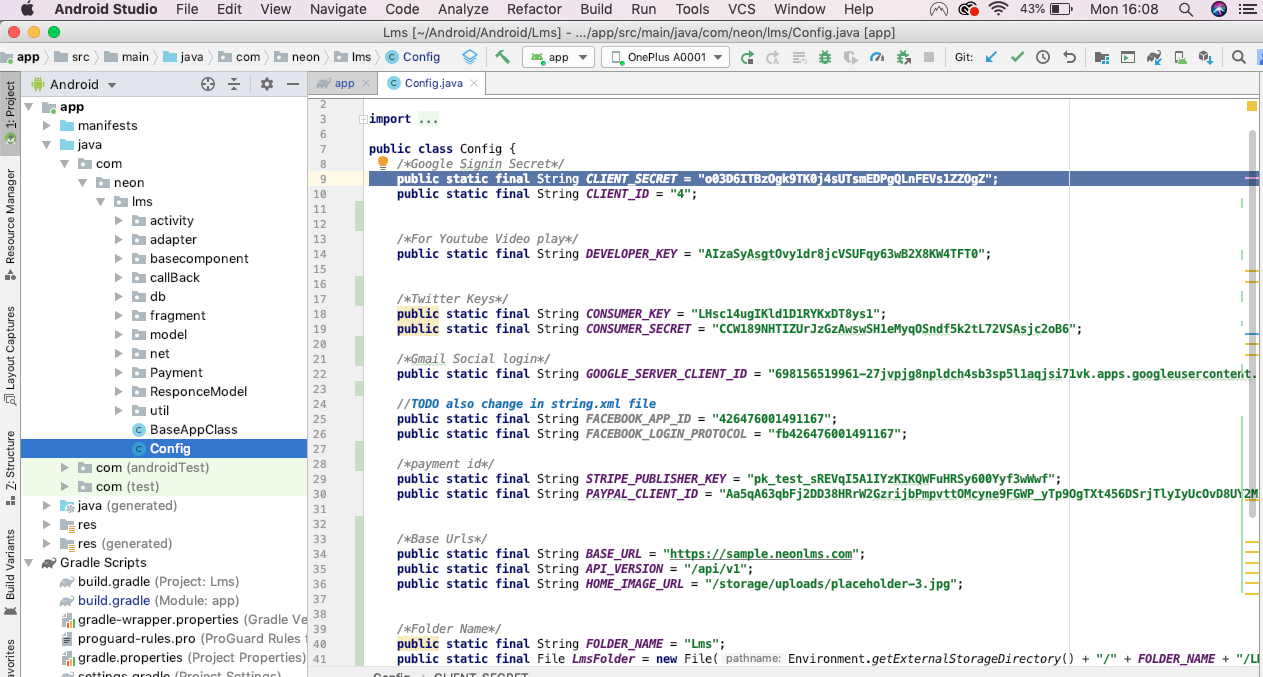 Android Studio File Edit View Navigate Code Analyze Refactor Build Run Tools VCS Window Help 43% Mon 16:08
Lms [~/Android/Android/Lms] - .../app/src/main/java/com/neon/lms/Config.java [app]
app src main java com neon lms Config app OnePlus A0001 Git:
Android app Config.java
1: Project
Resource Manager
Layout Captures
Z: Structure
Build Variants
avorites
app
manifests
java
com
neon
lms
activity
adapter
basecomponent
callBack
db
fragment
model
net
Payment
ResponceModel
util
BaseAppClass
Config
com (androidTest)
com (test)
java (generated)
res
res (generated)
Gradle Scripts
build.gradle (Project: Lms)
build.gradle (Module: app)
gradle-wrapper.properties (Gradle Ve
proguard-rules.pro (ProGuard Rules f
gradle.properties (Project Properties)
settings.gradle (Project Settings)
2
3 import ...
6
7 public class Config {
8 /*Google Signin Secret*/
9 public static final String CLIENT_SECRET = "o03D6ITBzOgk9TK0j4sUTsmEDPgQLnFEVs1ZZOgZ";
10 public static final String CLIENT_ID = "4";
11
12
13 /*For Youtube Video play*/
14 public static final String DEVELOPER_KEY = "AIzaSyAsgtOvy1dr8jcVSUFqy63wB2X8KW4TFT0";
15
16
17 /*Twitter Keys*/
18 public static final String CONSUMER_KEY = "LHsc14ugIKld1D1RYKxDT8ys1";
19 public static final String CONSUMER_SECRET = "CCW189NHTIZUrJzGzAwswSH1eMyqOSndf5k2tL72VSAsjc2oB6";
20
21 /*Gmail Social login*/
22 public static final String GOOGLE_SERVER_CLIENT_ID = "698156519961-27jvpjg8npldch4sb3sp5l1aqjsi71vk.apps.googleusercontent.
23
24 //TODO also change in string.xml file
25 public static final String FACEBOOK_APP_ID = "426476001491167";
26 public static final String FACEBOOK_LOGIN_PROTOCOL = "fb426476001491167";
27
28 /*payment id*/
29 public static final String STRIPE_PUBLISHER_KEY = "pk_test_sREVqI5A1IYzKIKQWFuHRSy600Yyf3wWwf";
30 public static final String PAYPAL_CLIENT_ID = "Aa5qA63qbFj2DD38HRrW2GzrijbPmpvttOMcyne9FGWP_yTp9OgTXt456DSrjTlyIyUcOvD8UY2M
31
32
33 /*Base Urls*/
34 public static final String BASE_URL = "https://sample.neonlms.com";
35 public static final String API_VERSION = "/api/v1";
36 public static final String HOME_IMAGE_URL = "/storage/uploads/placeholder-3.jpg";
37
38
39 /*Folder Name*/
40 public static final String FOLDER_NAME = "Lms";
41 public static final File LmsFolder = new File( pathname: Environment.getExternalStorageDirectory() + "/" + FOLDER_NAME + "/LM
Config CLIENT_SECRET